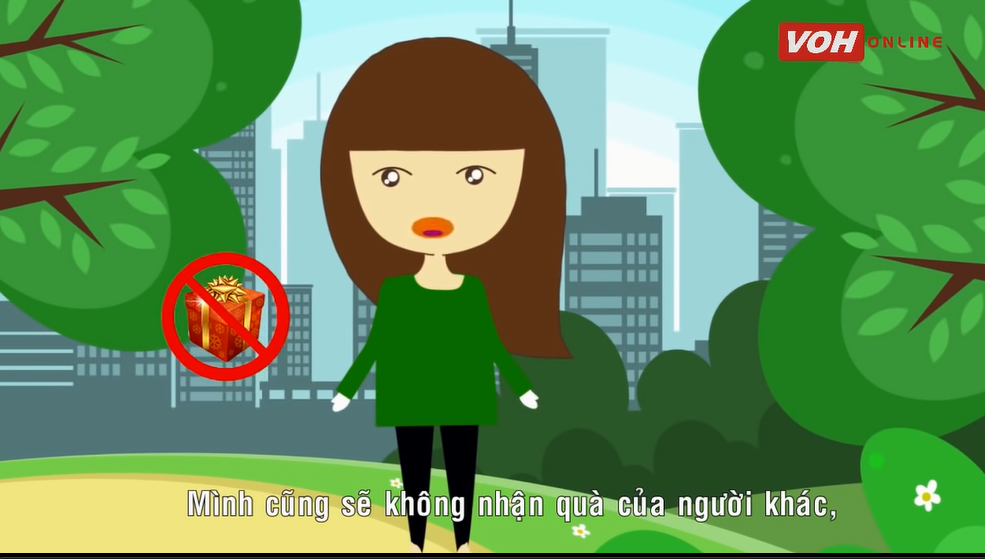 VOH ONLINE
Mình cũng sẽ không nhận quà của người khác,